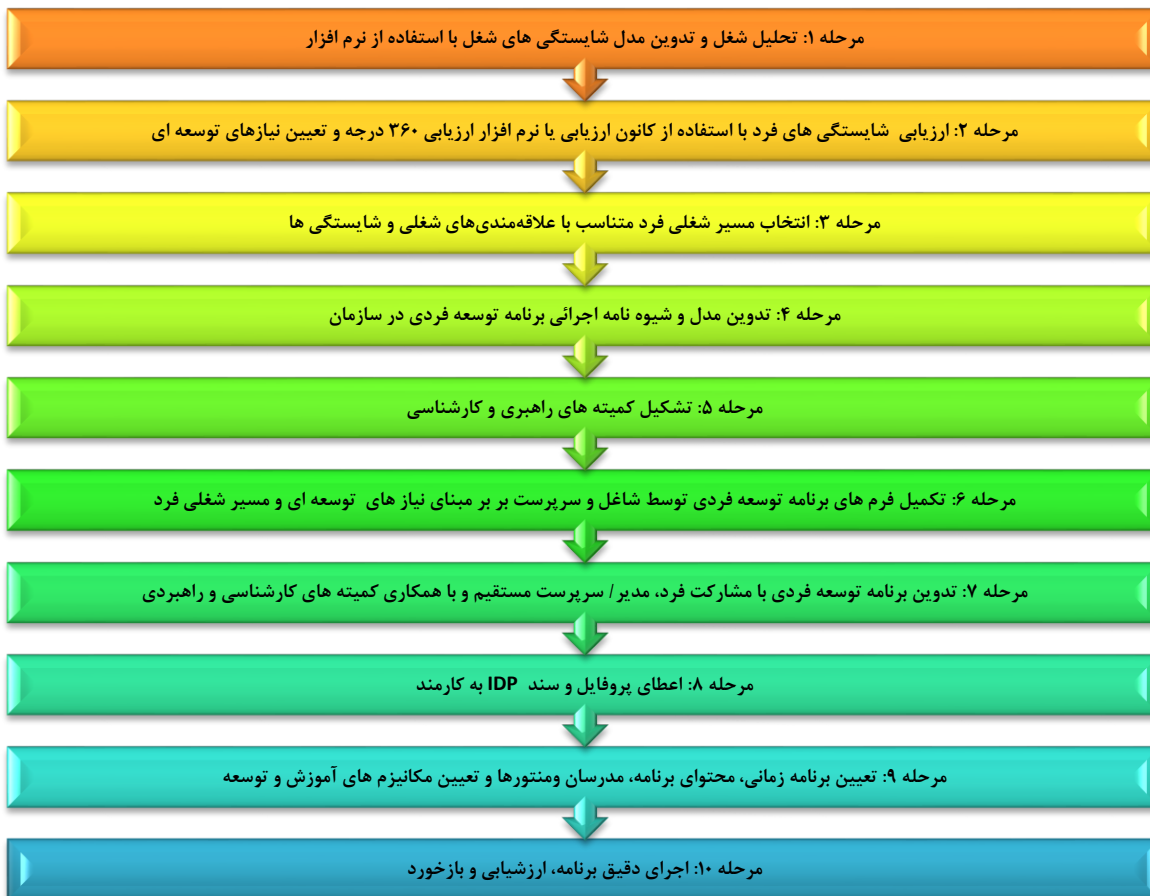 مرحله ۱: تحلیل شغل و تدوین مدل شایستگی های شغل با استفاده از نرم افزار
مرحله ۲: ارزیابی شایستگی های فرد با استفاده از کانون ارزیابی یا نرم افزار ارزیابی ۳۶۰ درجه و تعیین نیازهای توسعه ای
مرحله ۳: انتخاب مسیر شغلی فرد متناسب با علاقه‌مندی‌های شغلی و شایستگی ها
مرحله ۴: تدوین مدل و شیوه نامه اجرائی برنامه توسعه فردی در سازمان
مرحله ۵: تشکیل کمیته های راهبری و کارشناسی
مرحله ۶: تکمیل فرم های برنامه توسعه فردی توسط شاغل و سرپرست بر بر مبنای نیاز های توسعه ای و مسیر شغلی فرد
مرحله ۷: تدوین برنامه توسعه فردی با مشارکت فرد، مدیر/ سرپرست مستقیم و با همکاری کمیته های کارشناسی و راهبردی
مرحله ۸: اعطای پروفایل و سند IDP به کارمند
مرحله ۹: تعیین برنامه زمانی، محتوای برنامه، مدرسان ومنتورها و تعیین مکانیزم های آموزش و توسعه
مرحله ۱۰: اجرای دقیق برنامه، ارزشیابی و بازخورد